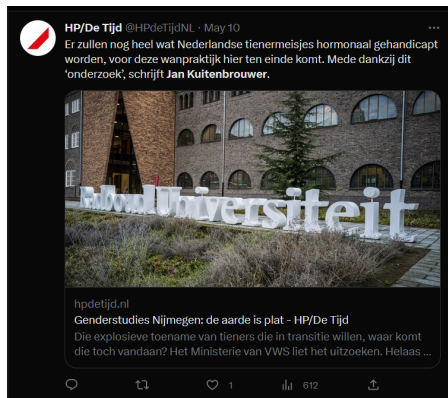 HP/De Tijd @HPdeTijdNL · May 10
Er zullen nog heel wat Nederlandse tienermeisjes hormonaal gehandicapt
worden, voor deze wanpraktijk hier ten einde komt. Mede dankzij dit
‘onderzoek’, schrijft Jan Kuitenbrouwer.
Radboud Universiteit
hpdetijd.nl
Genderstudies Nijmegen: de aarde is plat - HP/De Tijd
Die explosieve toename van tieners die in transitie willen, waar komt
die toch vandaan? Het Ministerie van VWS liet het uitzoeken. Helaas ...
1
612